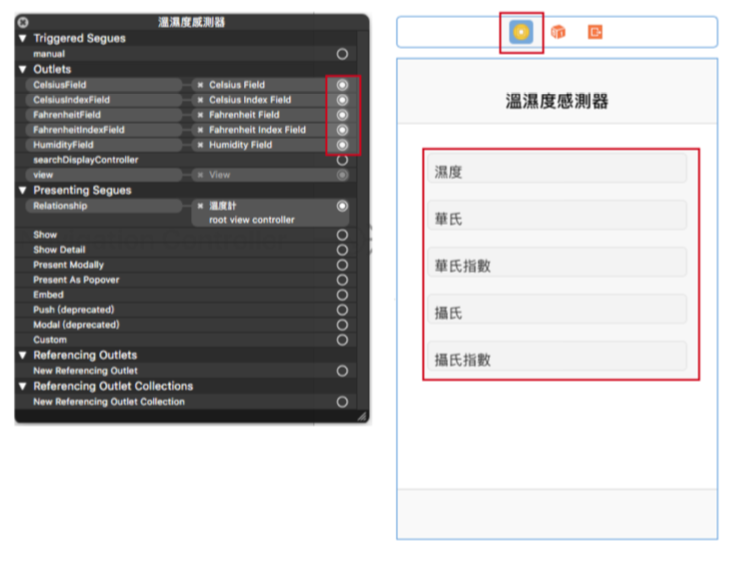 溫濕度感測器
Triggered Segues
manual
Outlets
CelsiusField
Celsius Field
CelsiusIndexField
Celsius Index Field
FahrenheitField
Fahrenheit Field
FahrenheitIndexField
Fahrenheit Index Field
HumidityField
Humidity Field
searchDisplayController
view
View
Presenting Segues
Relationship
溫度計
root view controller
Show
Show Detail
Present Modally
Present As Popover
Embed
Push (deprecated)
Modal (deprecated)
Custom
Referencing Outlets
New Referencing Outlet
Referencing Outlet Collections
New Referencing Outlet Collection
溫濕度感測器
濕度
華氏
華氏指數
攝氏
攝氏指數